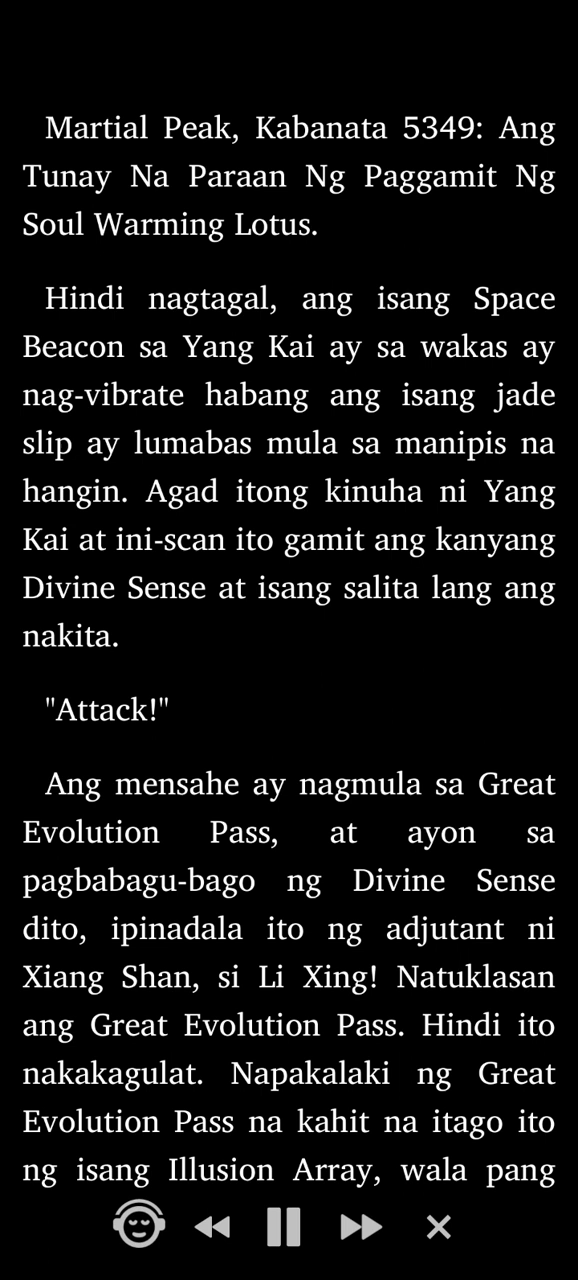 Martial Peak, Kabanata 5349: Ang
Tunay Na Paraan Ng Paggamit Ng
Soul Warming Lotus.
Hindi nagtagal, ang isang Space
Beacon sa Yang Kai ay sa wakas ay
nag-vibrate habang ang isang jade
slip ay lumabas mula sa manipis na
hangin. Agad itong kinuha ni Yang
Kai at ini-scan ito gamit ang kanyang
Divine Sense at isang salita lang ang
nakita.
"Attack!"
Ang mensahe ay nagmula sa Great
Evolution Pass, at ayon sa
pagbabagu-bago ng Divine Sense
dito, ipinadala ito ng adjutant ni
Xiang Shan, si Li Xing! Natuklasan
ang Great Evolution Pass. Hindi ito
nakakagulat. Napakalaki ng Great
Evolution Pass na kahit na itago ito
ng isang Illusion Array, wala pang